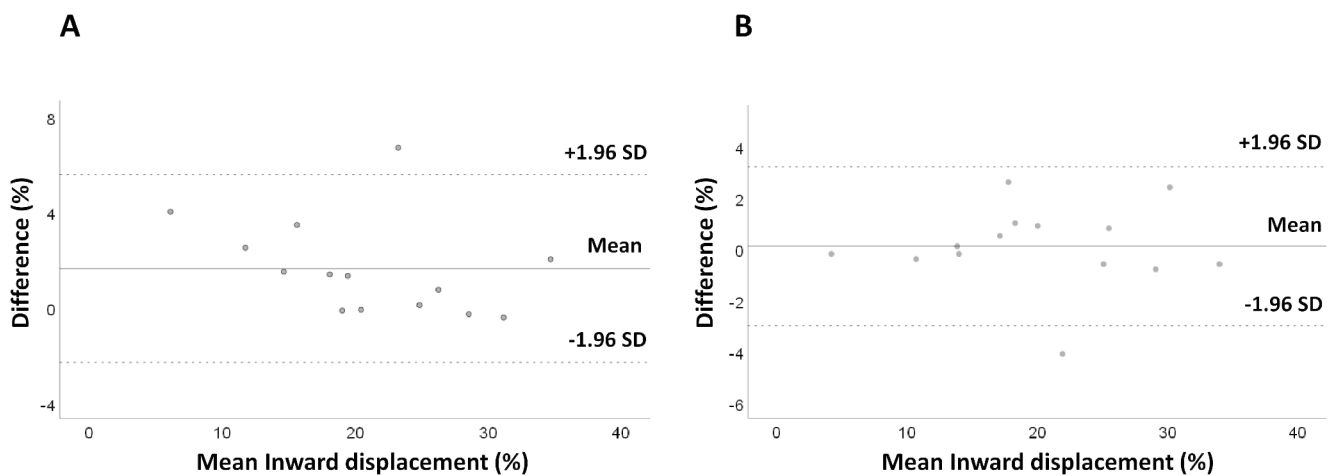 A
8
+1.96 SD
4
Mean
0
-1.96 SD
-4
0 10 20 30 40
Difference (%)
Mean Inward displacement (%)
B
+1.96 SD
4
2
Mean
0
-2
-1.96 SD
-4
-6
0 10 20 30 40
Difference (%)
Mean Inward displacement (%)